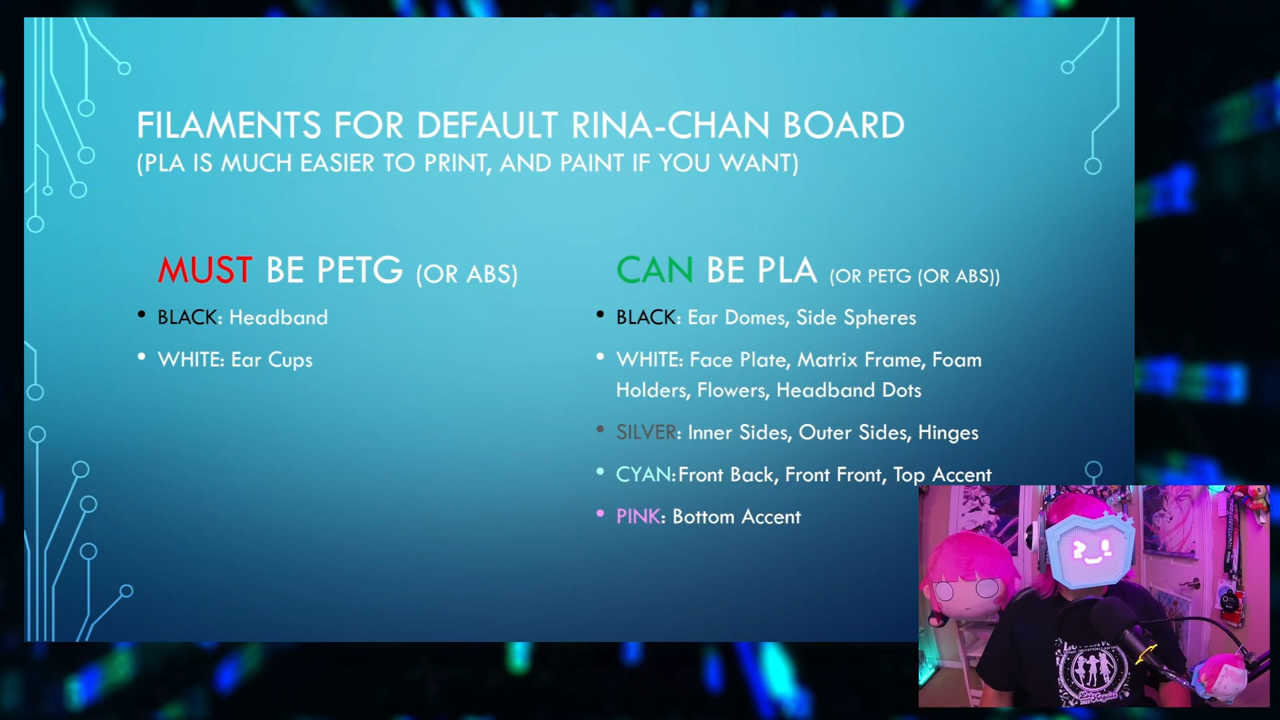 FILAMENTS FOR DEFAULT RINA-CHAN BOARD
(PLA IS MUCH EASIER TO PRINT, AND PAINT IF YOU WANT)
MUST BE PETG (OR ABS)
• BLACK: Headband
• WHITE: Ear Cups
CAN BE PLA (OR PETG (OR ABS))
• BLACK: Ear Domes, Side Spheres
• WHITE: Face Plate, Matrix Frame, Foam
Holders, Flowers, Headband Dots
• SILVER: Inner Sides, Outer Sides, Hinges
• CYAN:Front Back, Front Front, Top Accent
• PINK: Bottom Accent